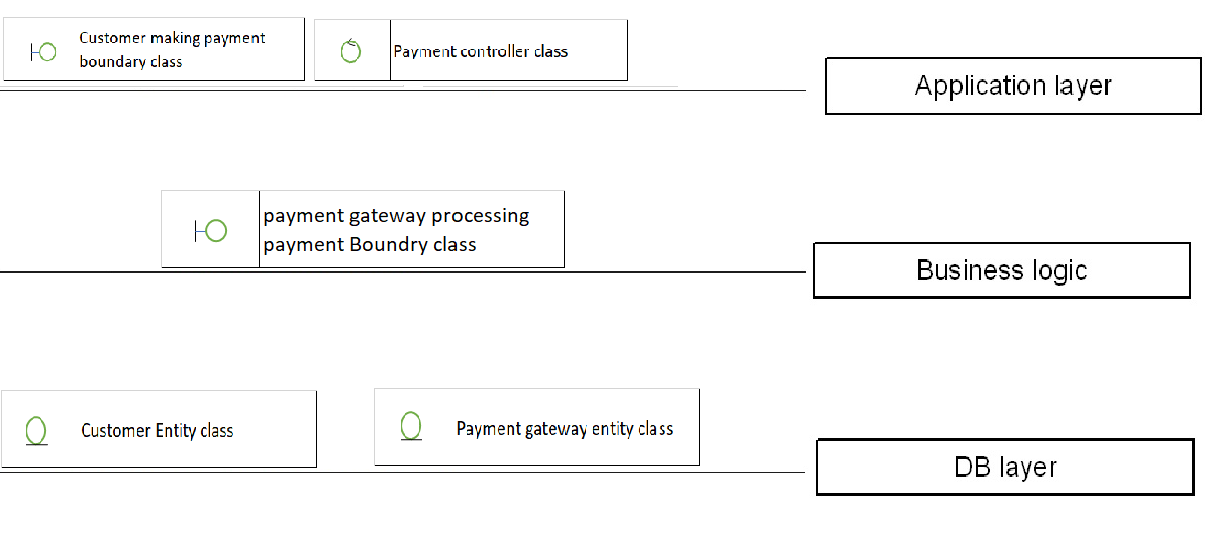 Customer making payment
boundary class
Payment controller class
Application layer
payment gateway processing
payment Boundry class
Business logic
Customer Entity class
Payment gateway entity class
DB layer